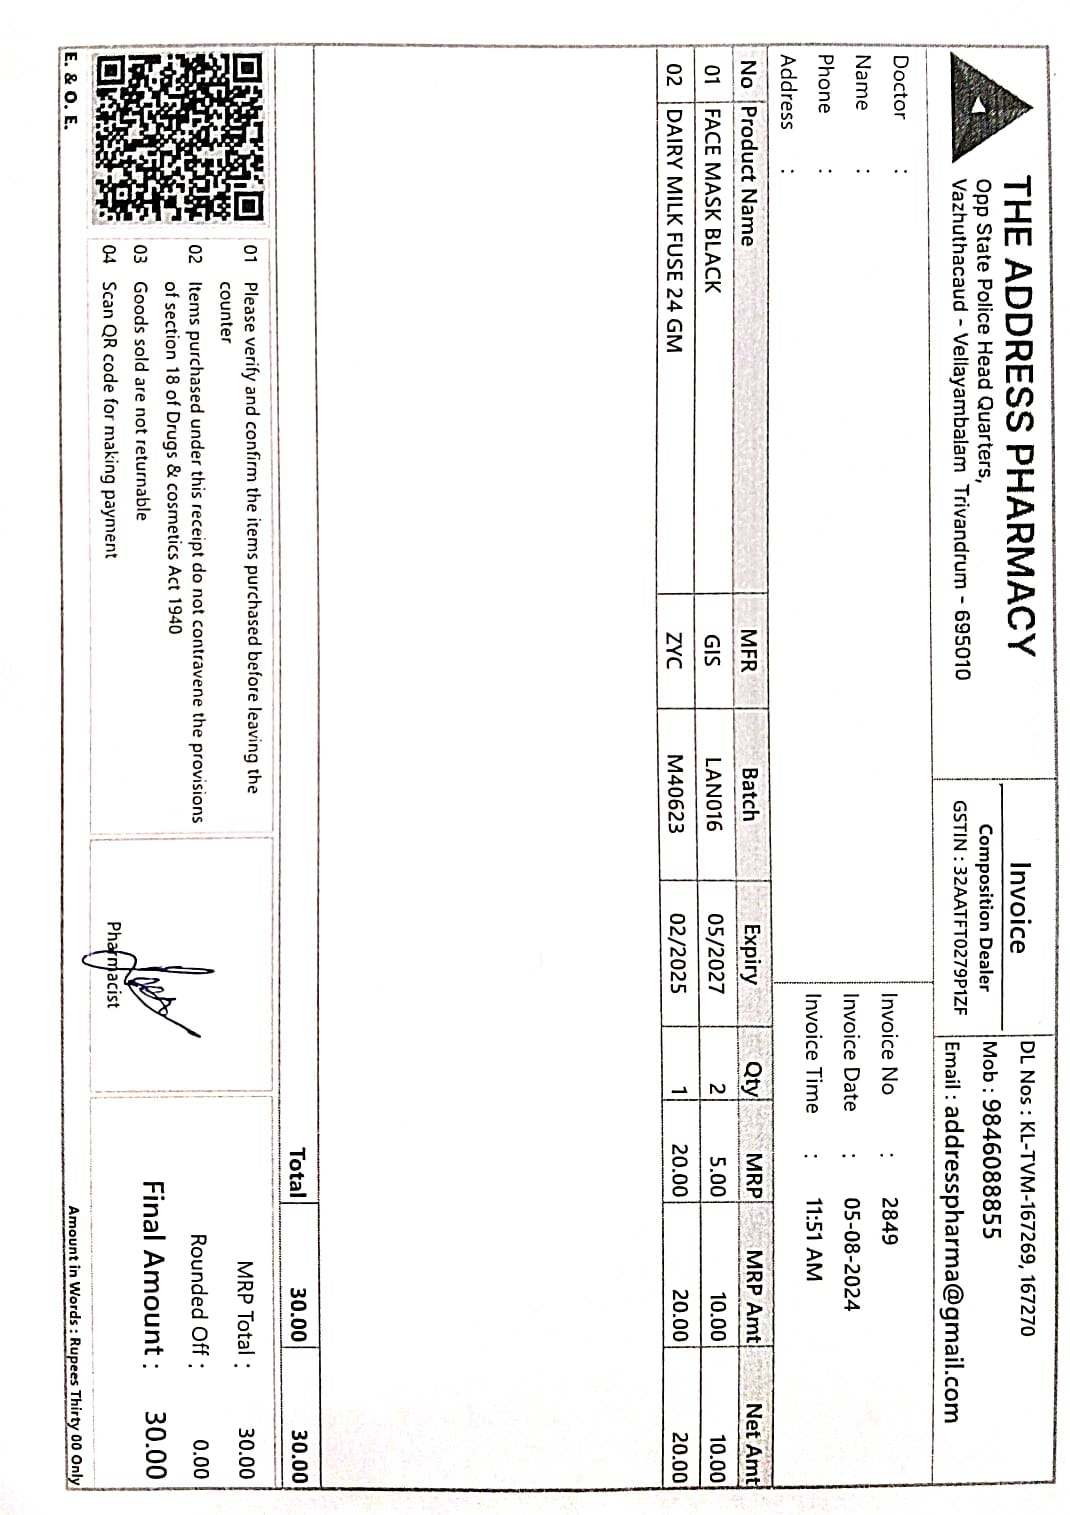 THE ADDRESS PHARMACY
Opp State Police Head Quarters,
Vazhuthacaud - Vellayambalam Trivandrum - 695010
Invoice
Composition Dealer
GSTIN : 32AATFT0279P1ZF
DL Nos : KL-TVM-167269, 167270
Mob : 9846088855
Email : addresspharma@gmail.com
Doctor :
Name :
Phone :
Address :
Invoice No : 2849
Invoice Date : 05-08-2024
Invoice Time : 11:51 AM
No Product Name MFR Batch Expiry Qty MRP MRP Amt Net Amt
01 FACE MASK BLACK GIS LAN016 05/2027 2 5.00 10.00 10.00
02 DAIRY MILK FUSE 24 GM ZYC M40623 02/2025 1 20.00 20.00 20.00
Total 30.00 30.00
01 Please verify and confirm the items purchased before leaving the
counter
02 Items purchased under this receipt do not contravene the provisions
of section 18 of Drugs & cosmetics Act 1940
03 Goods sold are not returnable
04 Scan QR code for making payment
Pharmacist
MRP Total : 30.00
Rounded Off : 0.00
Final Amount : 30.00
E. & O. E.
Amount in Words : Rupees Thirty 00 Only